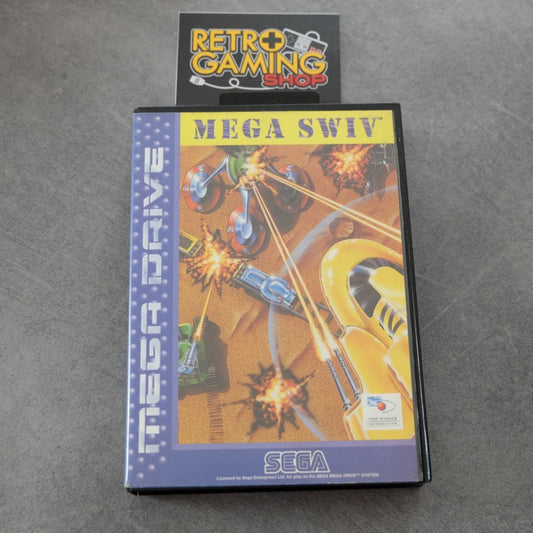 RETRO
GAMING
SHOP
MEGA SWIV™
MEGA DRIVE
TIME WARNER
INTERACTIVE
SEGA
Licensed by Sega Enterprises Ltd. for play on the SEGA MEGA DRIVE™ SYSTEM